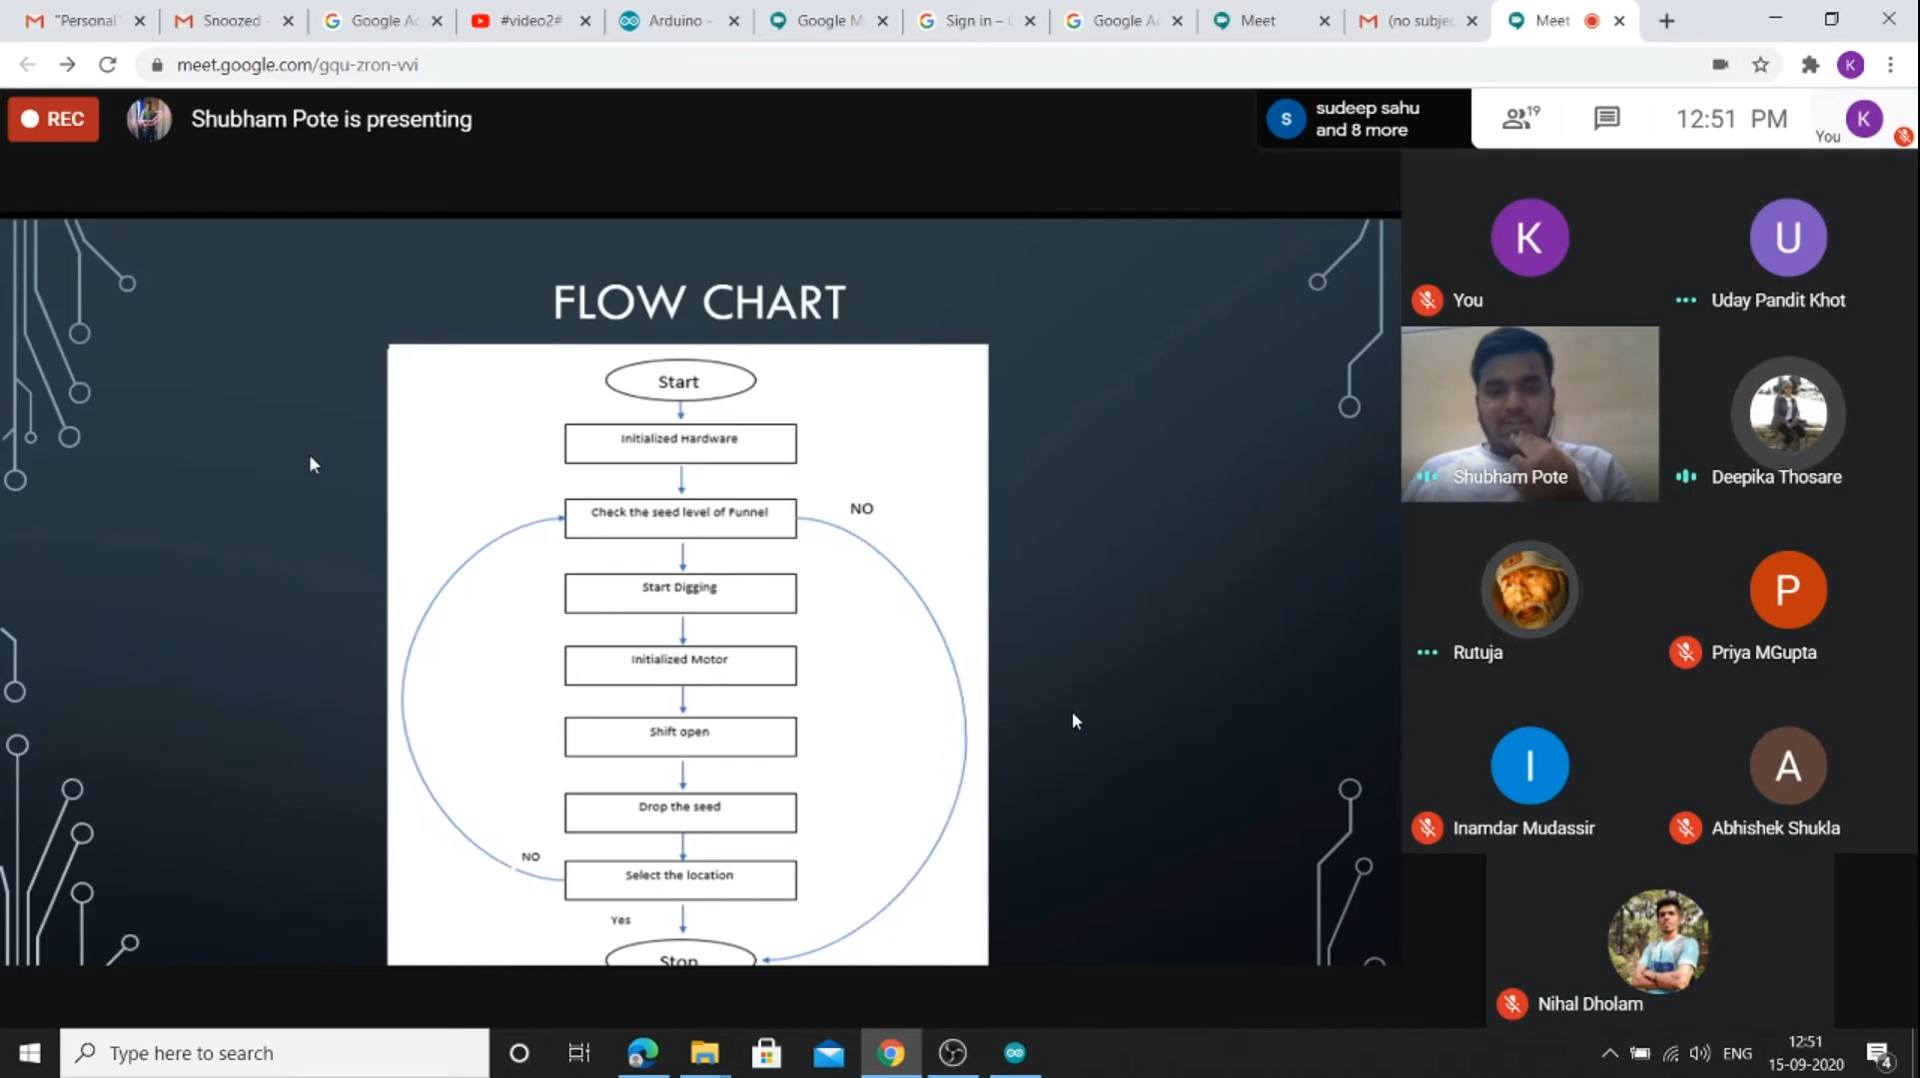 "Personal"
Snoozed -
Google Ac
#video2#
Arduino -
Google M
Sign in –
Google Ac
Meet
(no subje
Meet
meet.google.com/gqu-zron-vvi
K
REC
Shubham Pote is presenting
S
sudeep sahu
and 8 more
19
12:51 PM
You
K
FLOW CHART
Start
Initialized Hardware
Check the seed level of Funnel
NO
Start Digging
Initialized Motor
Shift open
Drop the seed
NO
Select the location
Yes
Stop
K
You
U
Uday Pandit Khot
Shubham Pote
Deepika Thosare
Rutuja
P
Priya MGupta
I
Inamdar Mudassir
A
Abhishek Shukla
Nihal Dholam
Type here to search
ENG
12:51
15-09-2020
4